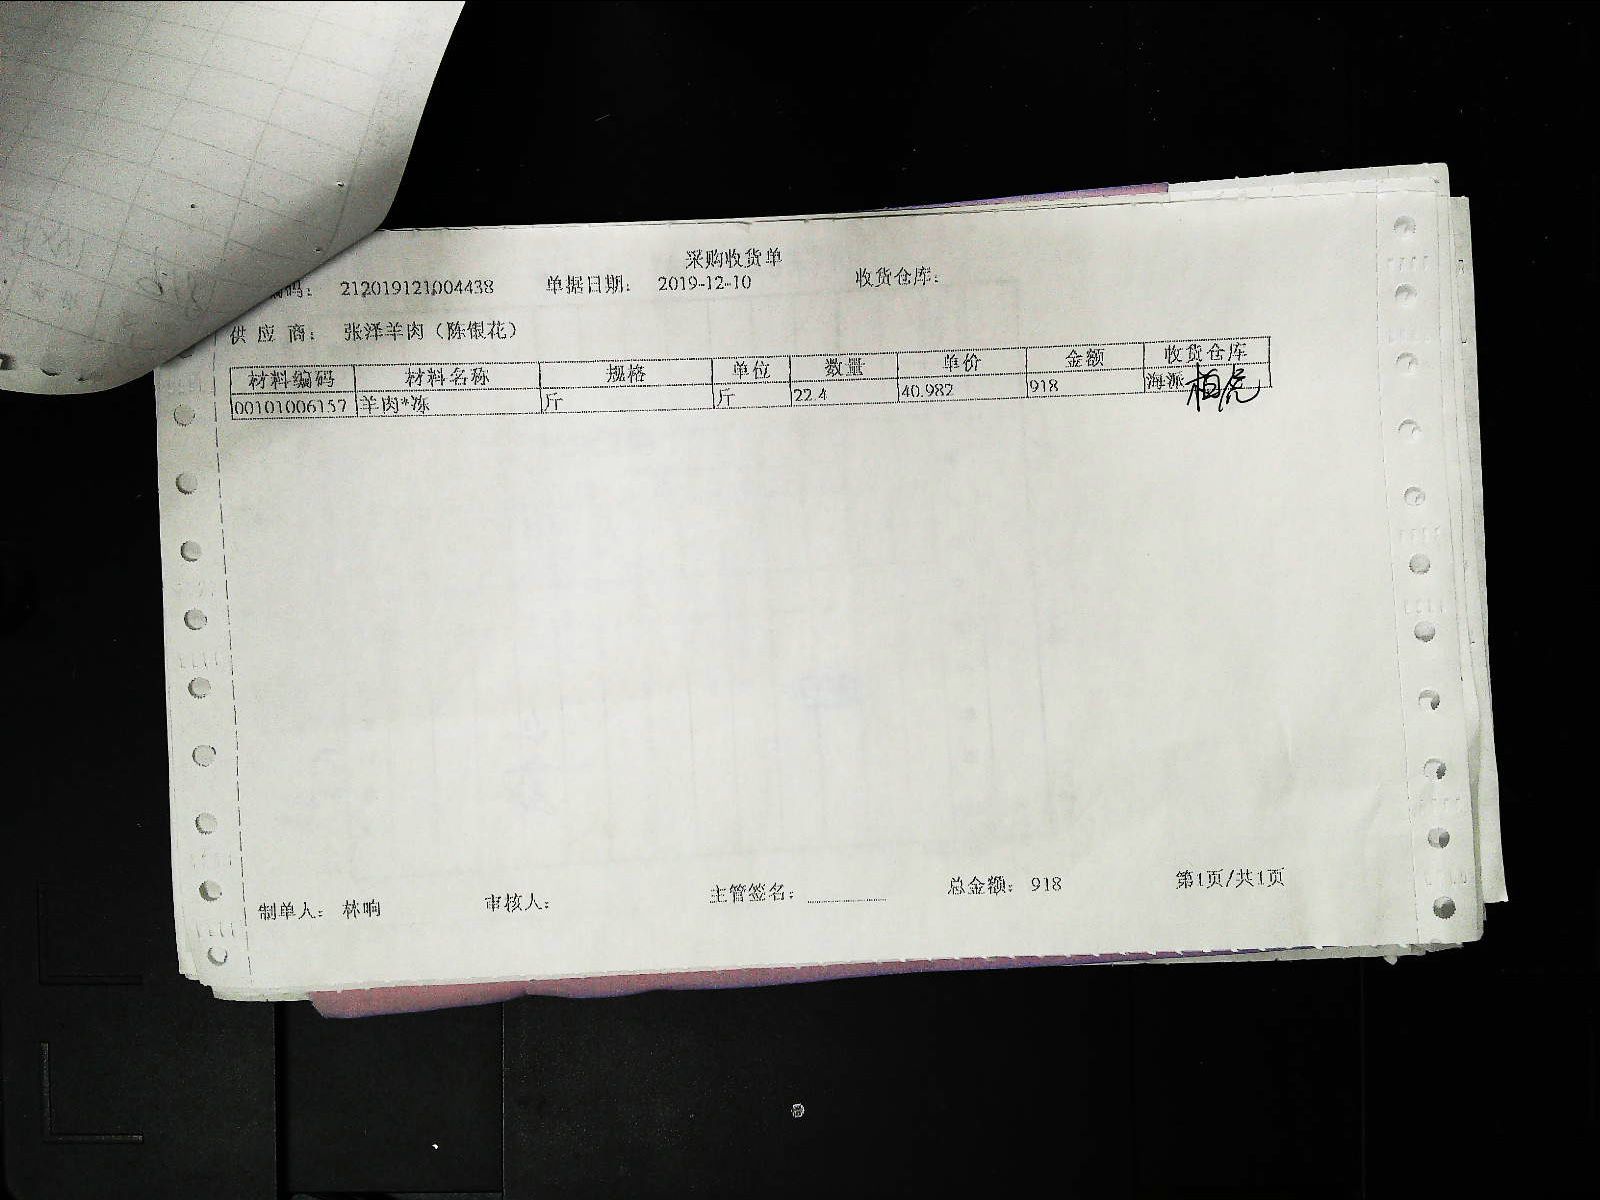 采购收货单
编码： 212019121004438 单据日期： 2019-12-10 收货仓库：
供应商： 张洋羊肉（陈银花）
材料编码 材料名称 规格 单位 数量 单价 金额 收货仓库
00101006157 羊肉*冻 斤 斤 22.4 40.982 918 海派
制单人： 林响 审核人： 主管签名： 总金额： 918 第1页/共1页